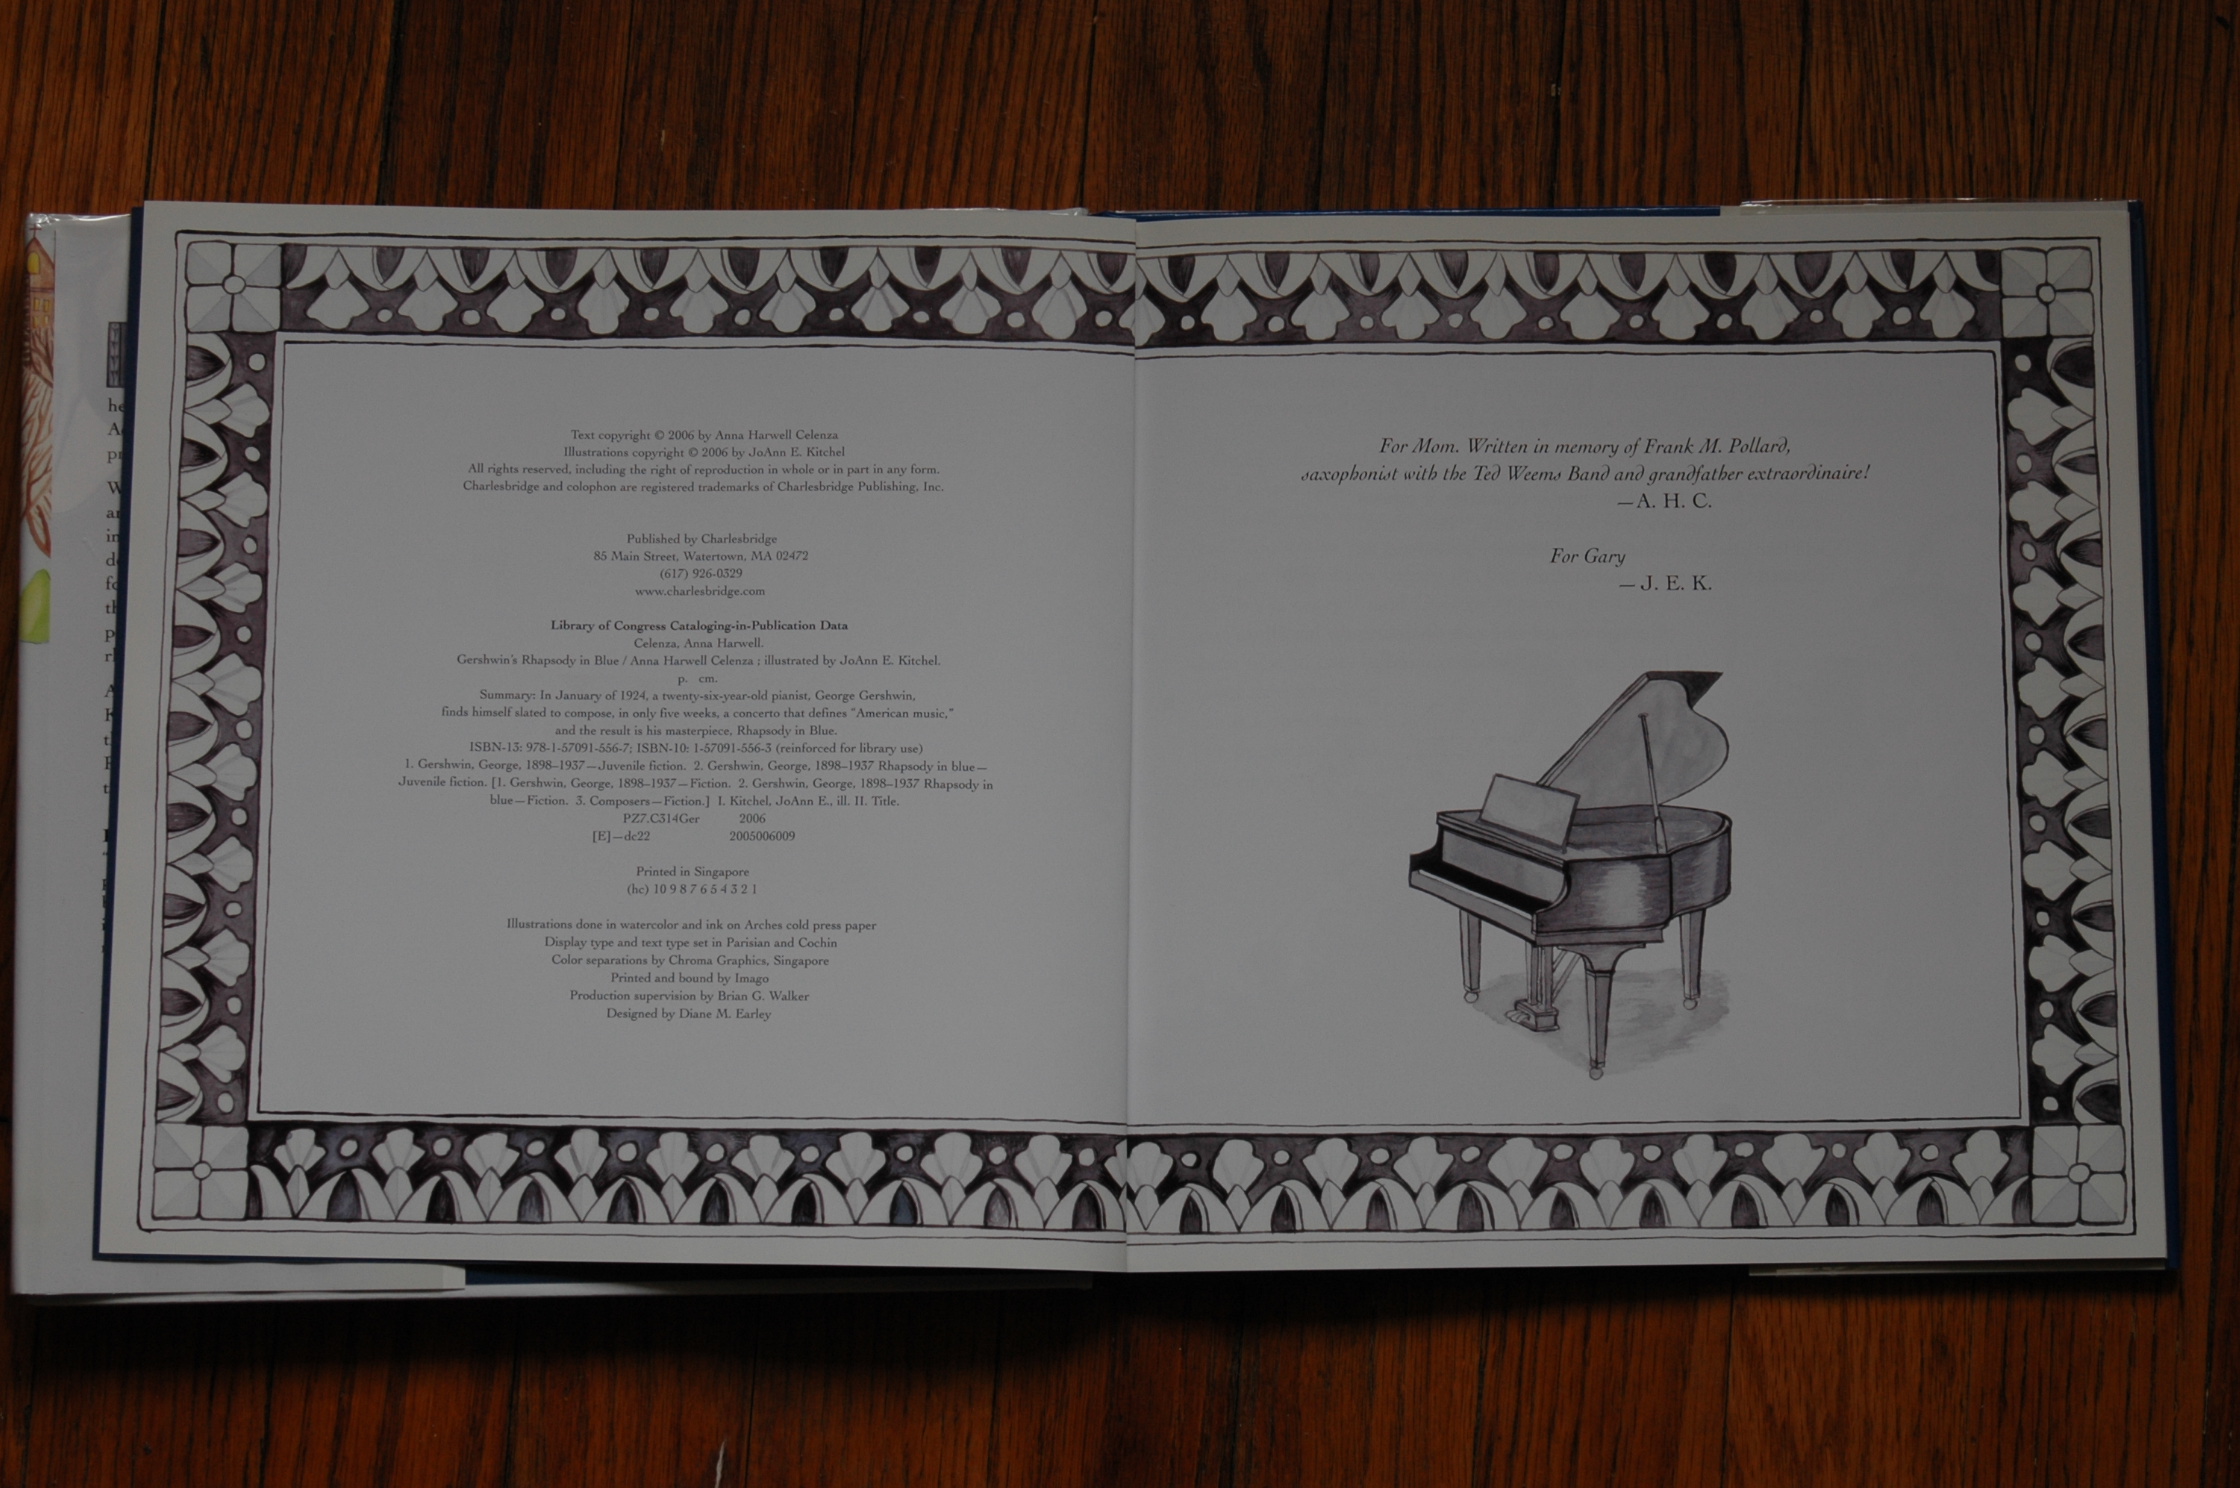 Text copyright © 2006 by Anna Harwell Celenza
Illustrations copyright © 2006 by JoAnn E. Kitchel
All rights reserved, including the right of reproduction in whole or in part in any form.
Charlesbridge and colophon are registered trademarks of Charlesbridge Publishing, Inc.
Published by Charlesbridge
85 Main Street, Watertown, MA 02472
(617) 926-0329
www.charlesbridge.com
Library of Congress Cataloging-in-Publication Data
Celenza, Anna Harwell.
Gershwin's Rhapsody in Blue / Anna Harwell Celenza ; illustrated by JoAnn E. Kitchel.
p. cm.
Summary: In January of 1924, a twenty-six-year-old pianist, George Gershwin,
finds himself slated to compose, in only five weeks, a concerto that defines "American music,"
and the result is his masterpiece, Rhapsody in Blue.
ISBN-13: 978-1-57091-556-7; ISBN-10: 1-57091-556-3 (reinforced for library use)
1. Gershwin, George, 1898–1937—Juvenile fiction. 2. Gershwin, George, 1898–1937 Rhapsody in blue—
Juvenile fiction. [1. Gershwin, George, 1898–1937—Fiction. 2. Gershwin, George, 1898–1937 Rhapsody in
blue—Fiction. 3. Composers—Fiction.] I. Kitchel, JoAnn E., ill. II. Title.
PZ7.C314Ger 2006
[E]—dc22 2005006009
Printed in Singapore
(hc) 10 9 8 7 6 5 4 3 2 1
Illustrations done in watercolor and ink on Arches cold press paper
Display type and text type set in Parisian and Cochin
Color separations by Chroma Graphics, Singapore
Printed and bound by Imago
Production supervision by Brian G. Walker
Designed by Diane M. Earley
For Mom. Written in memory of Frank M. Pollard,
saxophonist with the Ted Weems Band and grandfather extraordinaire!
—A. H. C.
For Gary
—J. E. K.